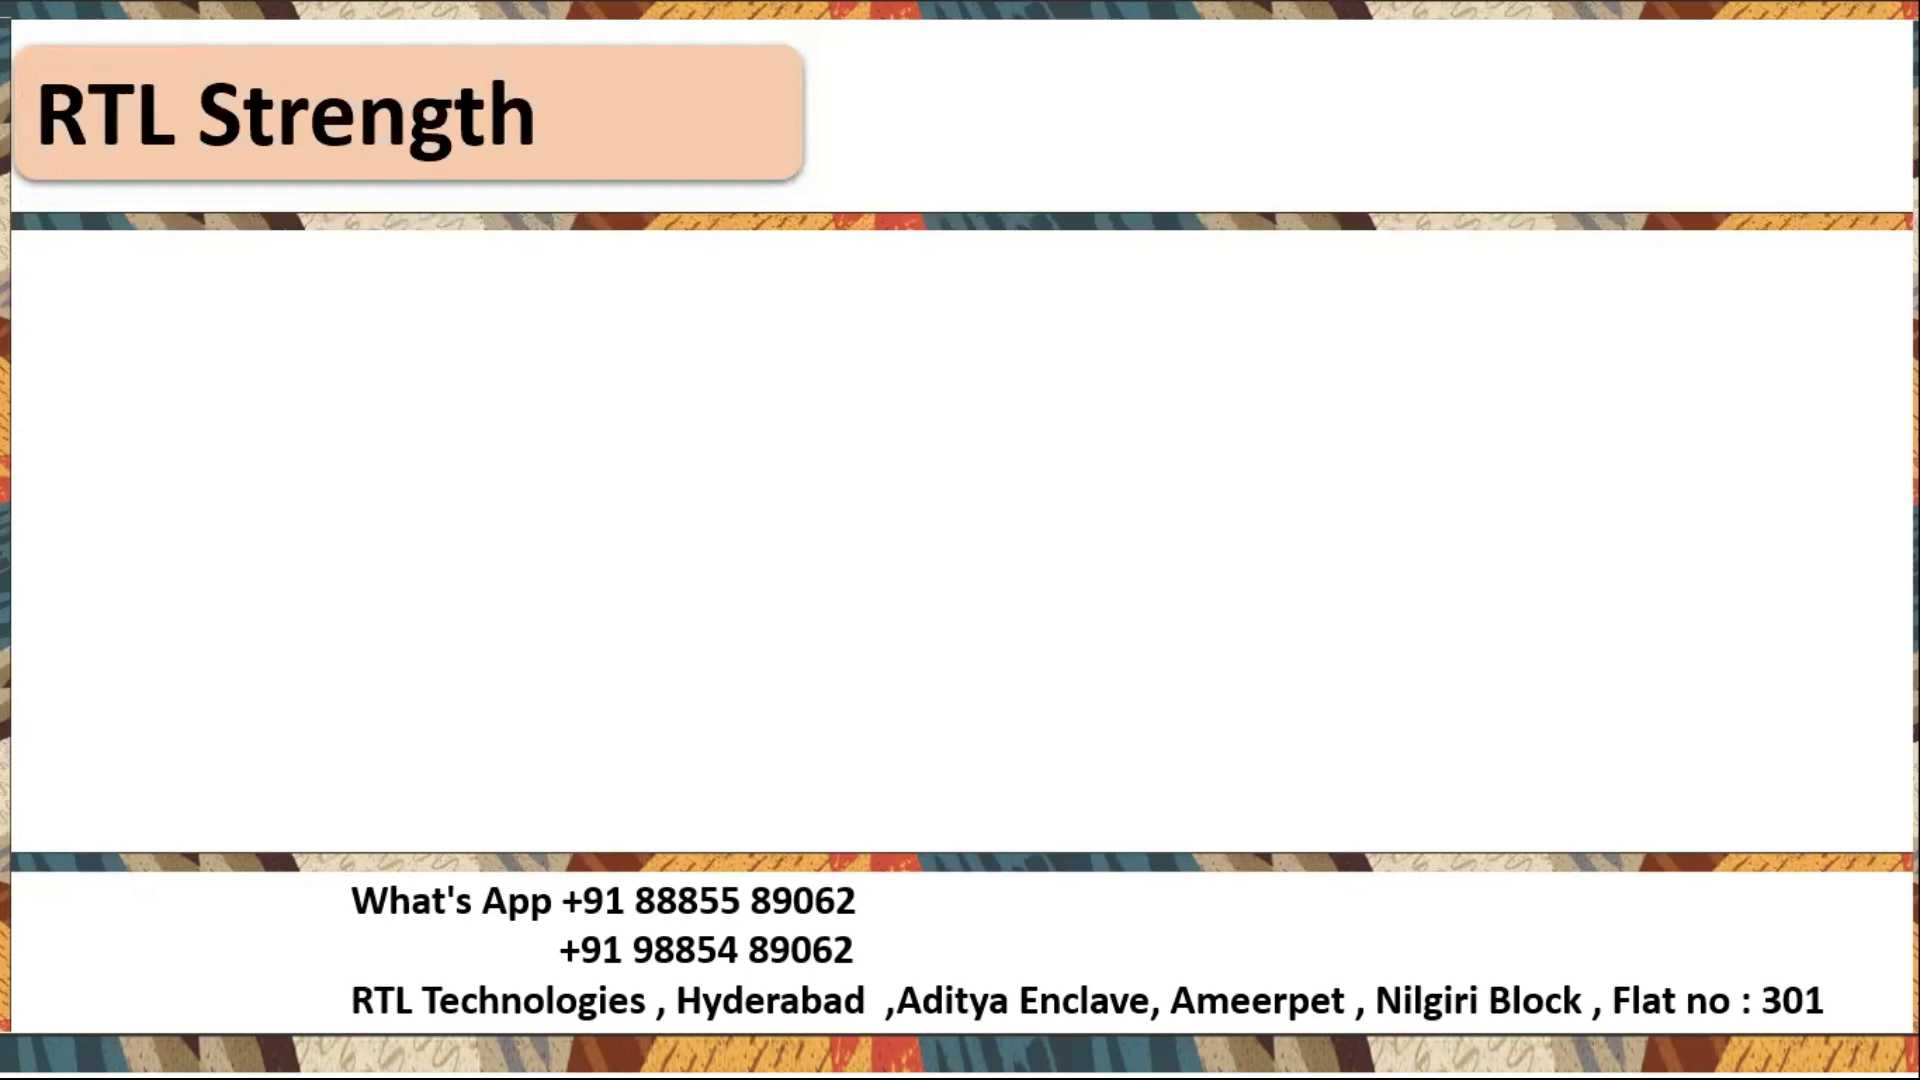 RTL Strength
What's App +91 88855 89062
+91 98854 89062
RTL Technologies , Hyderabad  ,Aditya Enclave, Ameerpet , Nilgiri Block , Flat no : 301